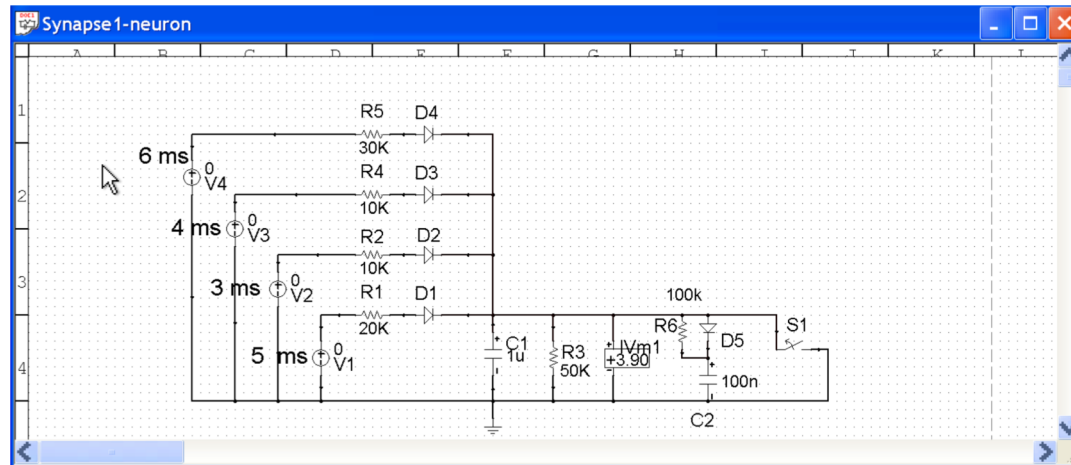 Synapse1-neuron
A B C D E F G H I J K L
1
R5 D4
30K
6 ms 0
V4
R4 D3
10K
2
4 ms 0
V3
R2 D2
10K
3
3 ms 0
V2
R1 D1
20K
100k
R6
D5
S1
5 ms 0
V1
C1
1u
R3
50K
IVm1
+3.90
4
100n
C2